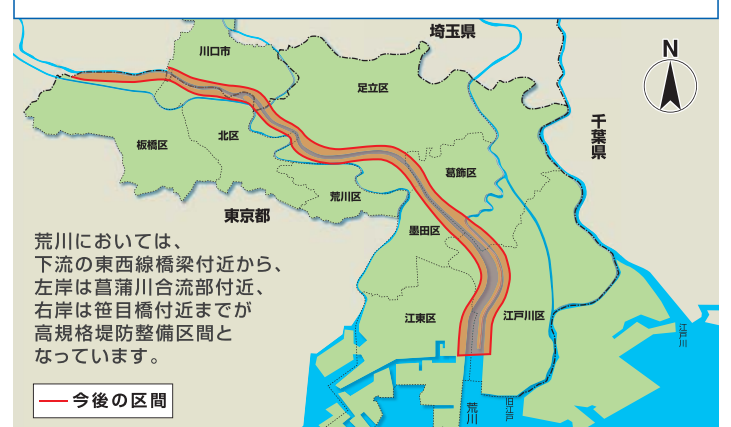 埼玉県
川口市
N
足立区
千葉県
板橋区
北区
葛飾区
荒川区
東京都
墨田区
江東区
江戸川区
江戸川
旧江戸
荒川
荒川においては、
下流の東西線橋梁付近から、
左岸は菖蒲川合流部付近、
右岸は笹目橋付近までが
高規格堤防整備区間と
なっています。
今後の区間